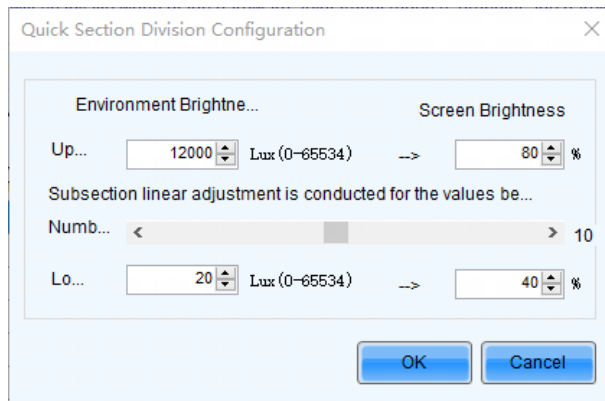 Quick Section Division Configuration
Environment Brightne... Screen Brightness
Up... 12000 Lux(0-65534) --> 80 %
Subsection linear adjustment is conducted for the values be...
Numb... < > 10
Lo... 20 Lux(0-65534) --> 40 %
OK Cancel